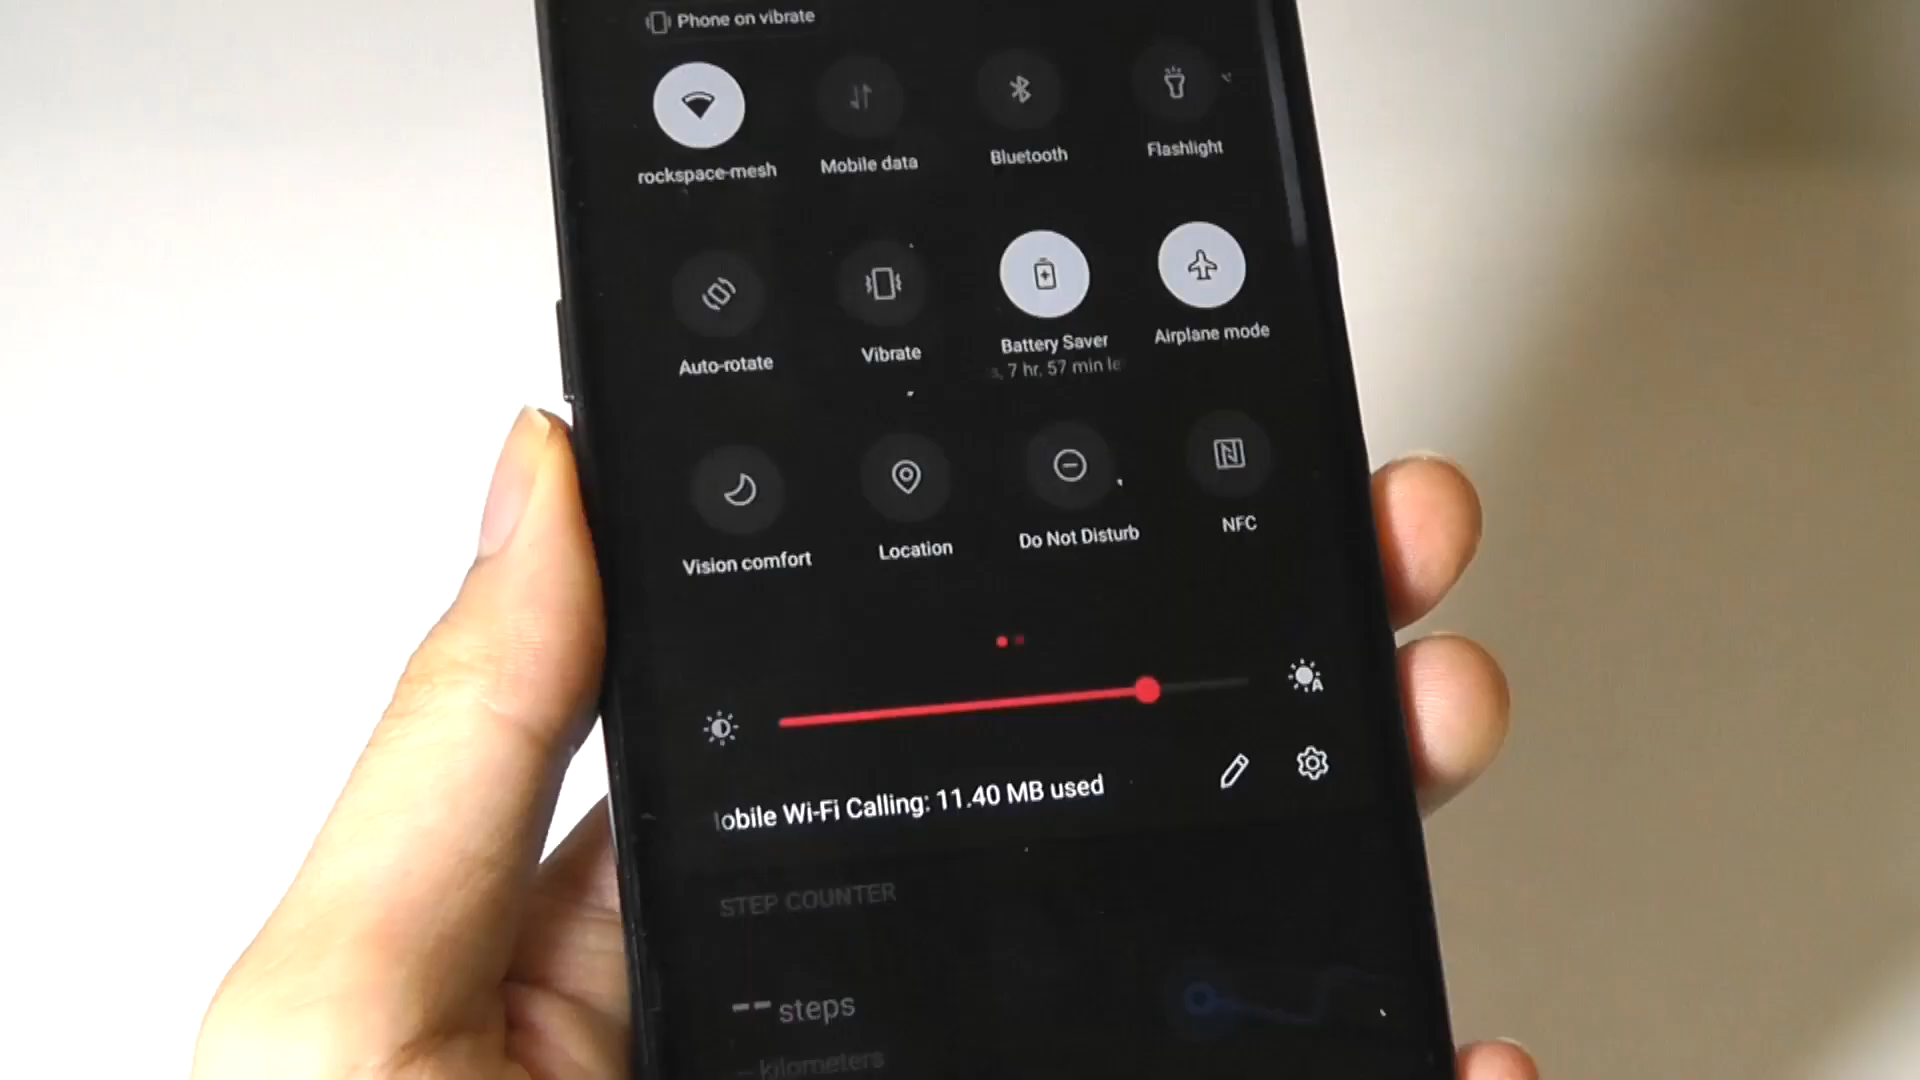 Phone on vibrate
rockspace-mesh
Mobile data
Bluetooth
Flashlight
Auto-rotate
Vibrate
Battery Saver
7 hr, 57 min le
Airplane mode
Vision comfort
Location
Do Not Disturb
NFC
A
obile Wi-Fi Calling: 11.40 MB used
STEP COUNTER
-- steps
-- kilometers